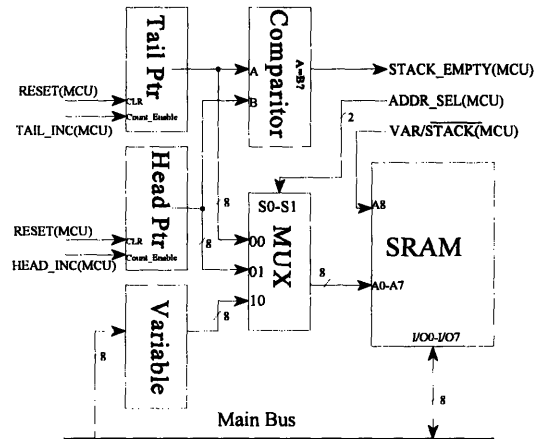 Tail Ptr
CLR
Count_Enable
RESET(MCU)
TAIL_INC(MCU)
Comparitor
A
B
A=B?
STACK_EMPTY(MCU)
ADDR_SEL(MCU)
2
VAR/STACK(MCU)
Head Ptr
CLR
Count_Enable
RESET(MCU)
HEAD_INC(MCU)
8
8
S0-S1
MUX
00
01
10
8
A8
SRAM
A0-A7
I/O0-I/O7
Variable
8
8
8
Main Bus